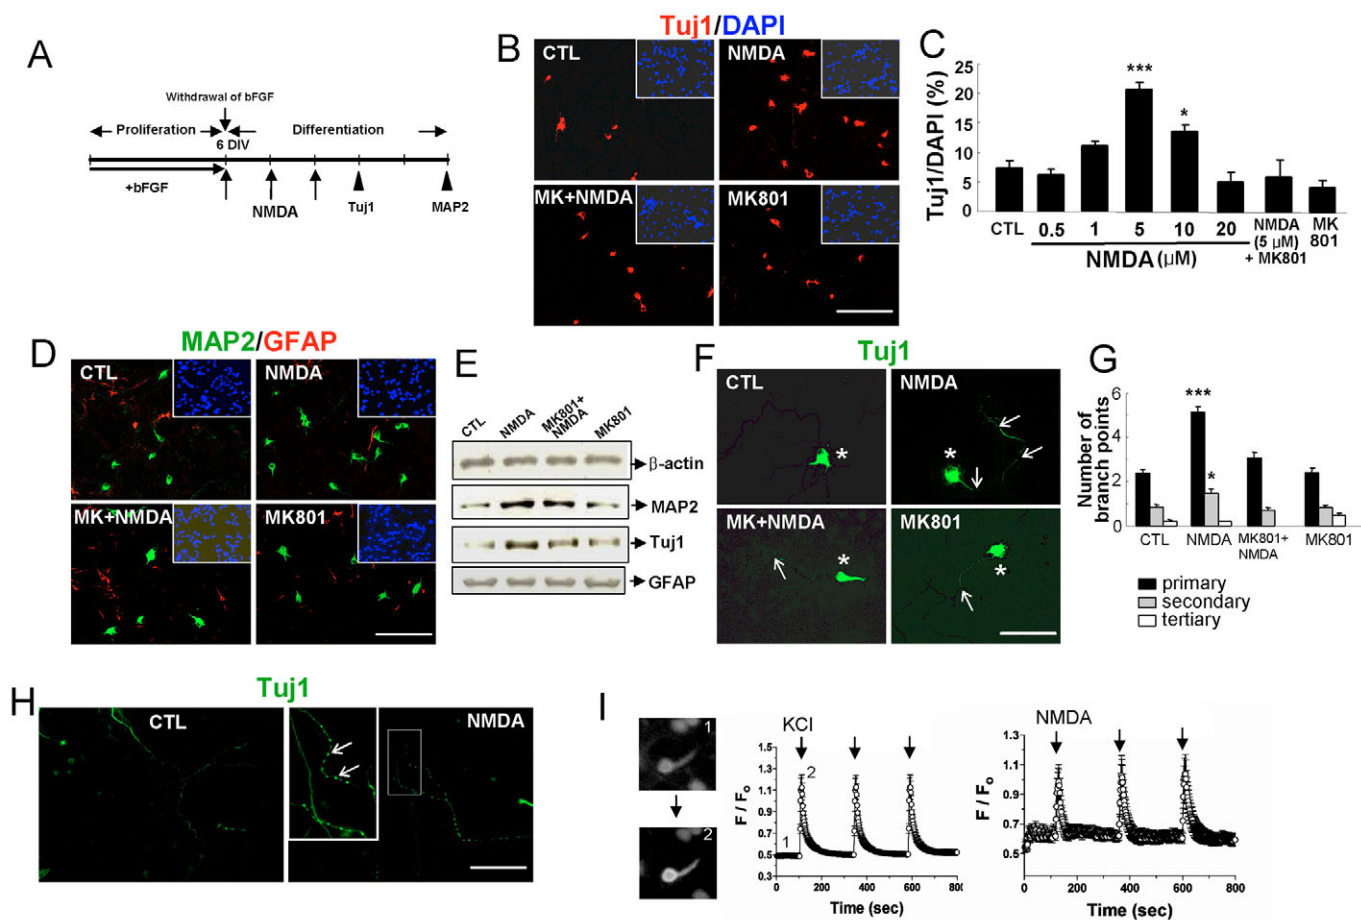 A
Withdrawal of bFGF
Proliferation
Differentiation
6 DIV
+bFGF
NMDA
Tuj1
MAP2
B
Tuj1/DAPI
CTL
NMDA
MK+NMDA
MK801
C
Tuj1/DAPI (%)
25
20
15
10
5
0
***
*
CTL
0.5
1
5
10
20
NMDA
(5 µM)
+ MK801
MK
801
NMDA (µM)
D
MAP2/GFAP
CTL
NMDA
MK+NMDA
MK801
E
CTL
NMDA
MK801+
NMDA
MK801
β-actin
MAP2
Tuj1
GFAP
F
Tuj1
CTL
*
NMDA
*
MK+NMDA
*
MK801
*
G
Number of
branch points
6
4
2
0
***
*
CTL
NMDA
MK801+
NMDA
MK801
primary
secondary
tertiary
H
Tuj1
CTL
NMDA
I
1
2
KCl
F / Fo
1.5
1.3
1.1
0.9
0.7
0.5
0.3
1
2
0
200
400
600
800
Time (sec)
NMDA
F / Fo
1.3
1.1
0.9
0.7
0.5
0.3
0
200
400
600
800
Time (sec)